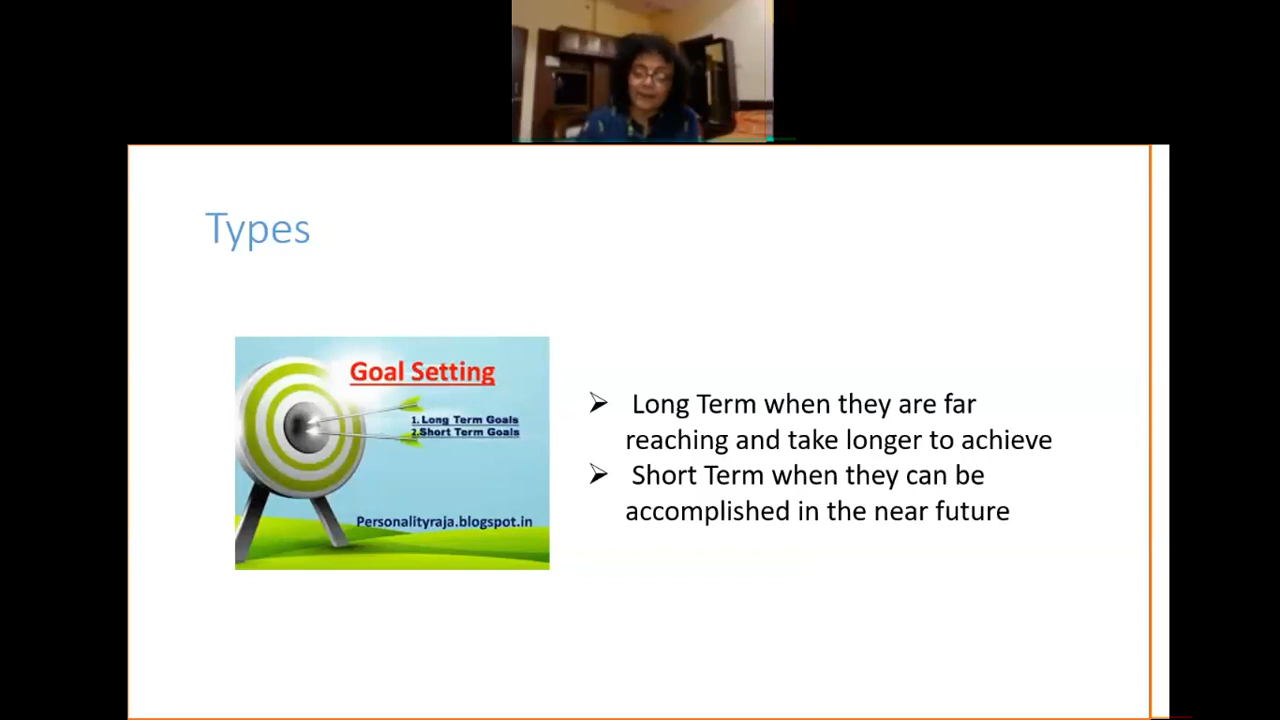 Types
Goal Setting
1. Long Term Goals
2.Short Term Goals
Personalityraja.blogspot.in
➢ Long Term when they are far
reaching and take longer to achieve
➢ Short Term when they can be
accomplished in the near future